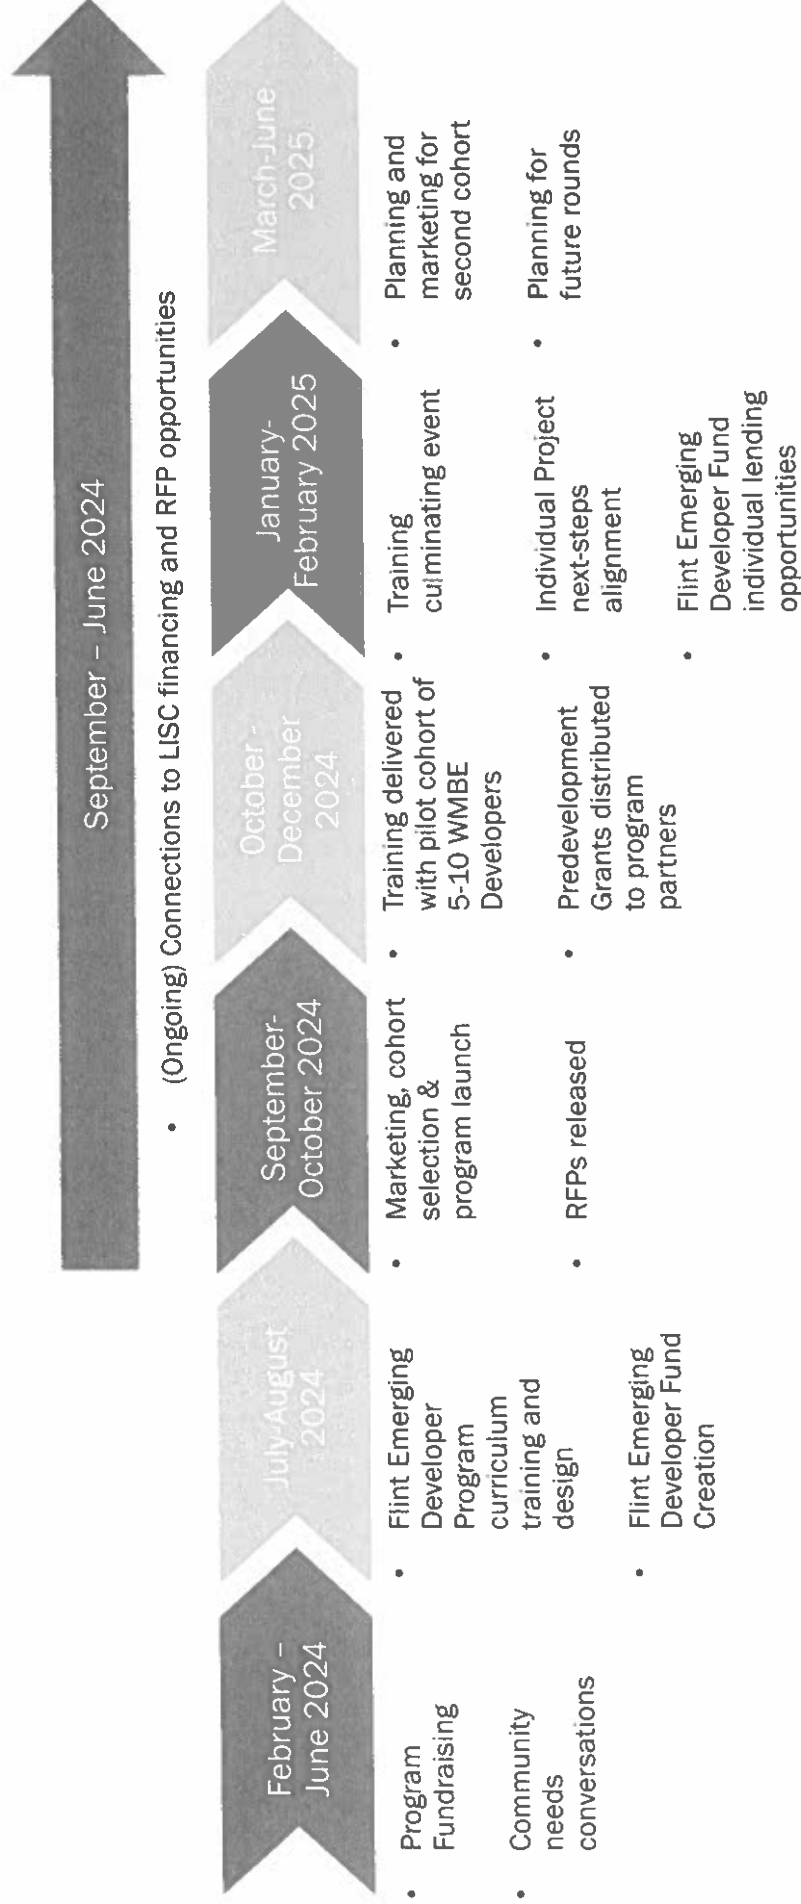 September – June 2024
• (Ongoing) Connections to LISC financing and RFP opportunities
February –
June 2024
• Program
Fundraising
• Community
needs
conversations
July-August
2024
• Flint Emerging
Developer
Program
curriculum
training and
design
• Flint Emerging
Developer Fund
Creation
September-
October 2024
• Marketing, cohort
selection &
program launch
• RFPs released
October -
December
2024
• Training delivered
with pilot cohort of
5-10 WMBE
Developers
• Predevelopment
Grants distributed
to program
partners
January-
February 2025
• Training
culminating event
• Individual Project
next-steps
alignment
• Flint Emerging
Developer Fund
individual lending
opportunities
March-June
2025
• Planning and
marketing for
second cohort
• Planning for
future rounds